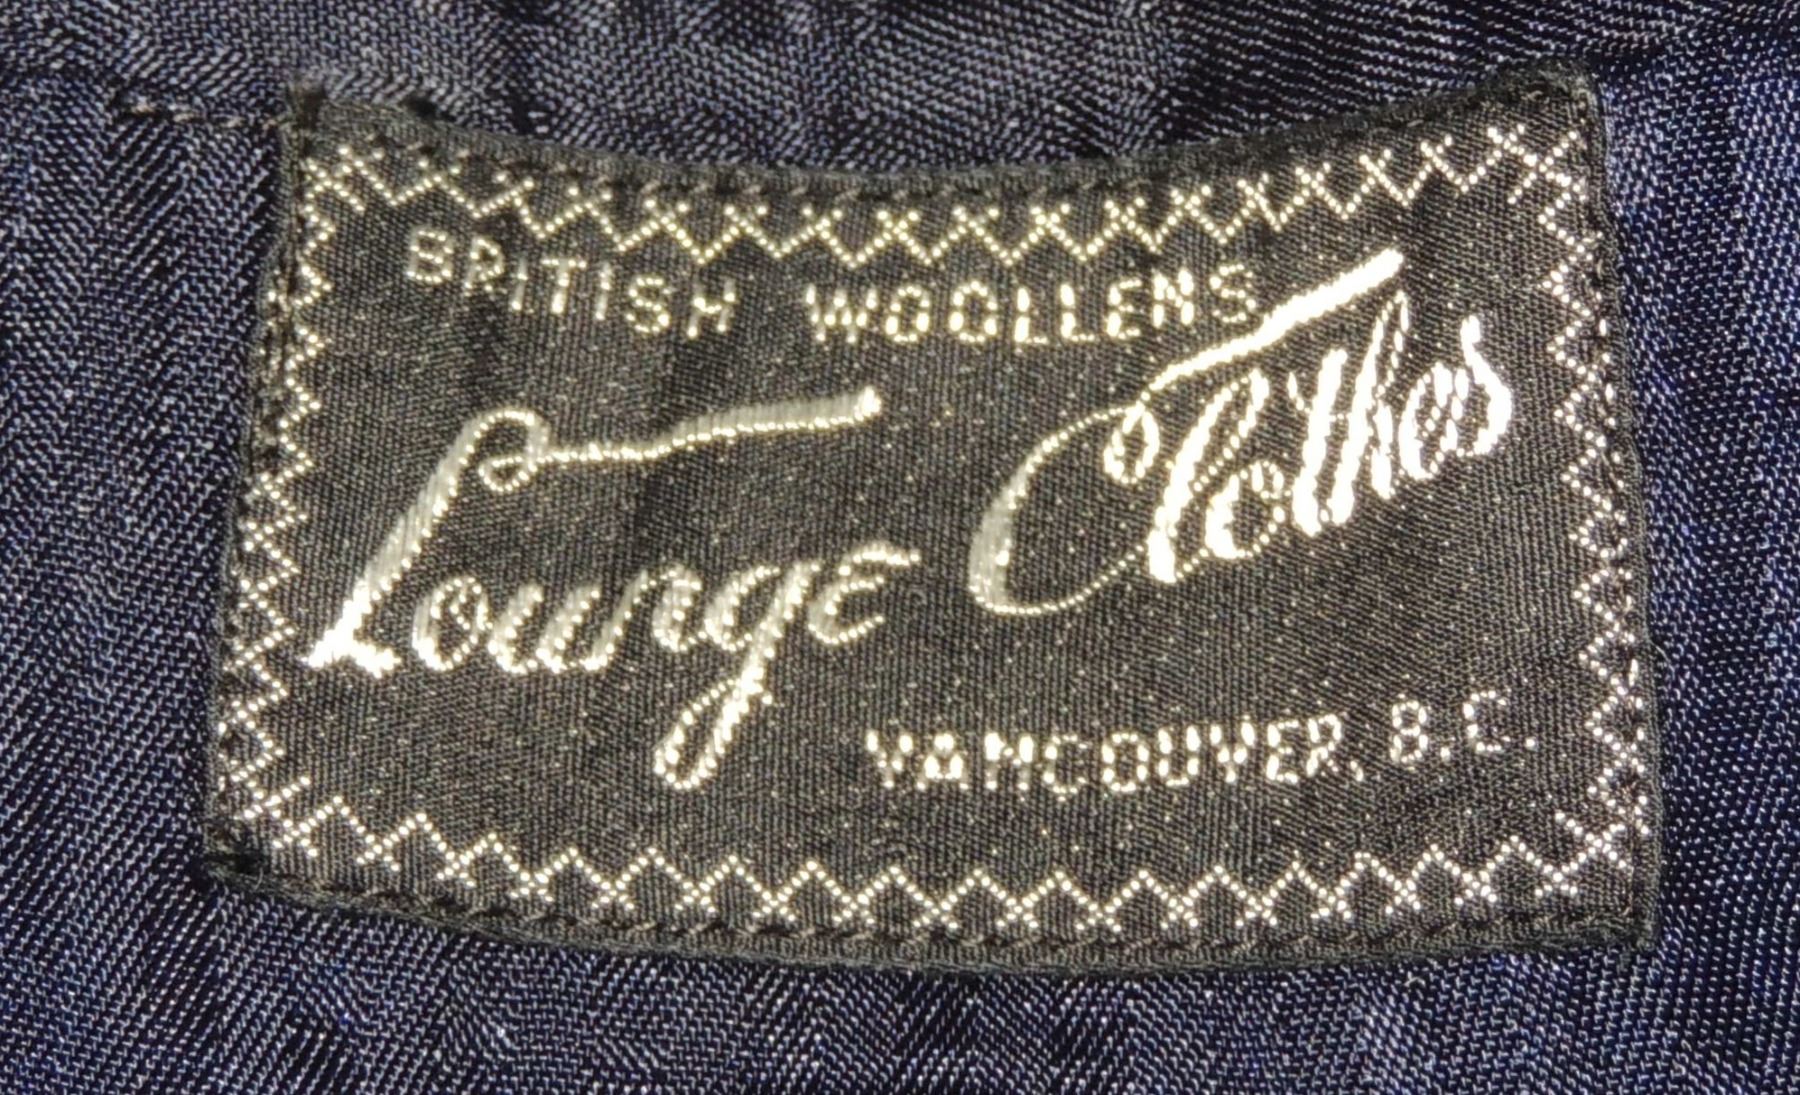 BRITISH WOOLLENS
Lounge Clothes
VANCOUVER, B.C.